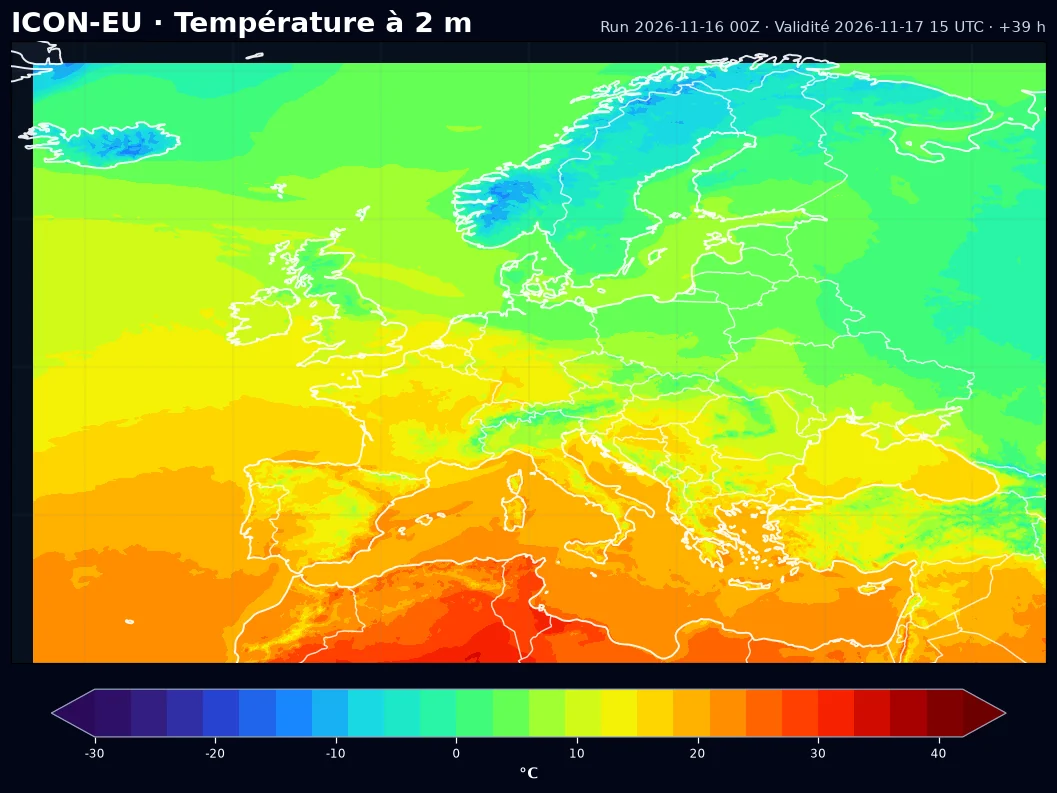 ICON-EU · Température à 2 m
Run 2026-11-16 00Z · Validité 2026-11-17 15 UTC · +39 h
-30 -20 -10 0 10 20 30 40
°C